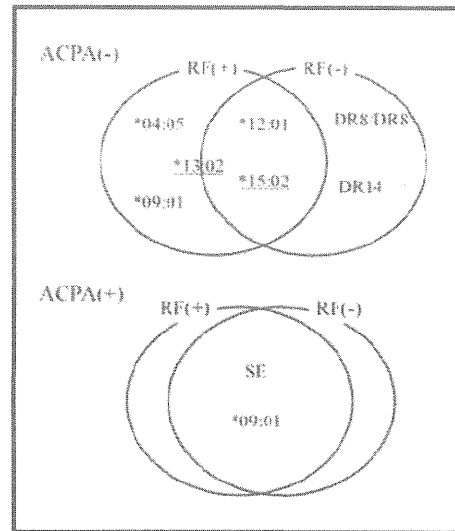 ACPA(-)
RF(+) RF(-)
*04:05 *12:01 DR8/DR8
*13:02
*15:02 DR14
*09:01
ACPA(+)
RF(+) RF(-)
SE
*09:01